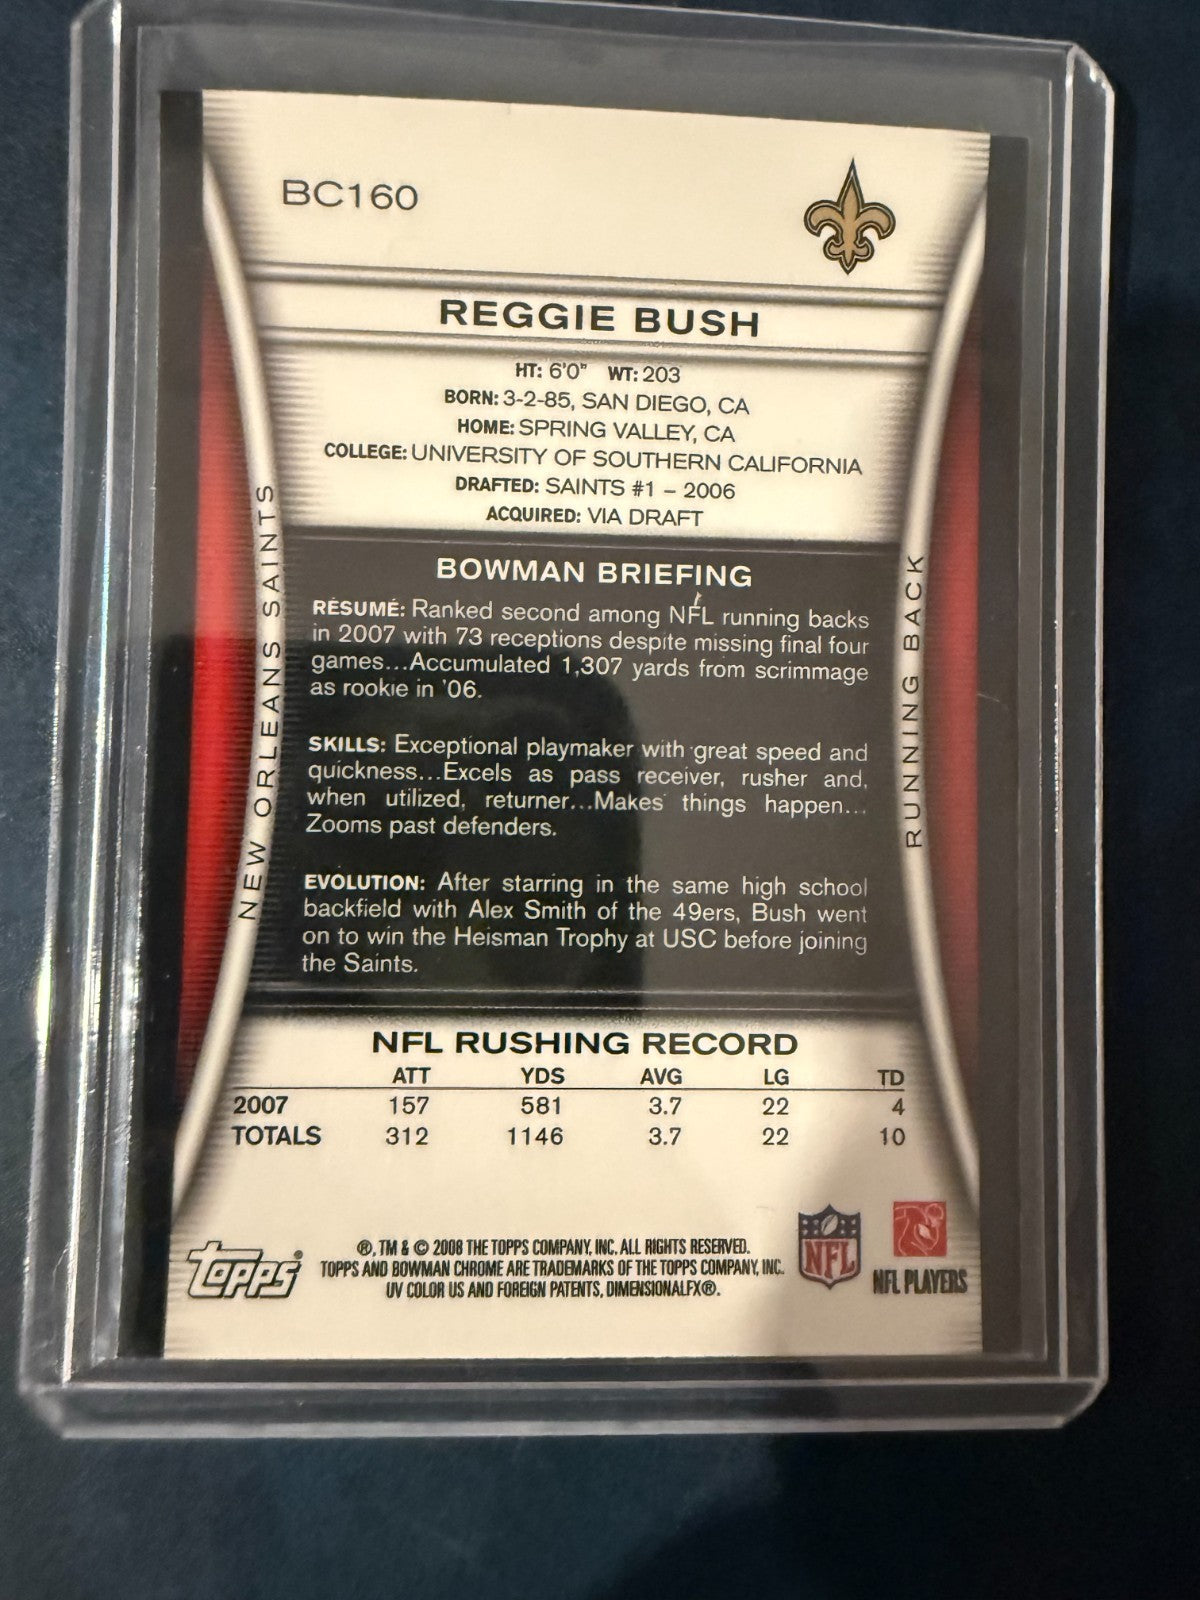 BC160
REGGIE BUSH
HT: 6'0" WT: 203
BORN: 3-2-85, SAN DIEGO, CA
HOME: SPRING VALLEY, CA
COLLEGE: UNIVERSITY OF SOUTHERN CALIFORNIA
DRAFTED: SAINTS #1 – 2006
ACQUIRED: VIA DRAFT
NEW ORLEANS SAINTS
RUNNING BACK
BOWMAN BRIEFING
RÉSUMÉ: Ranked second among NFL running backs
in 2007 with 73 receptions despite missing final four
games...Accumulated 1,307 yards from scrimmage
as rookie in '06.
SKILLS: Exceptional playmaker with great speed and
quickness...Excels as pass receiver, rusher and,
when utilized, returner...Makes things happen...
Zooms past defenders.
EVOLUTION: After starring in the same high school
backfield with Alex Smith of the 49ers, Bush went
on to win the Heisman Trophy at USC before joining
the Saints.
NFL RUSHING RECORD
ATT YDS AVG LG TD
2007 157 581 3.7 22 4
TOTALS 312 1146 3.7 22 10
Topps®
®, TM & © 2008 THE TOPPS COMPANY, INC. ALL RIGHTS RESERVED.
TOPPS AND BOWMAN CHROME ARE TRADEMARKS OF THE TOPPS COMPANY, INC.
UV COLOR US AND FOREIGN PATENTS, DIMENSIONALFX®.
NFL
NFL PLAYERS